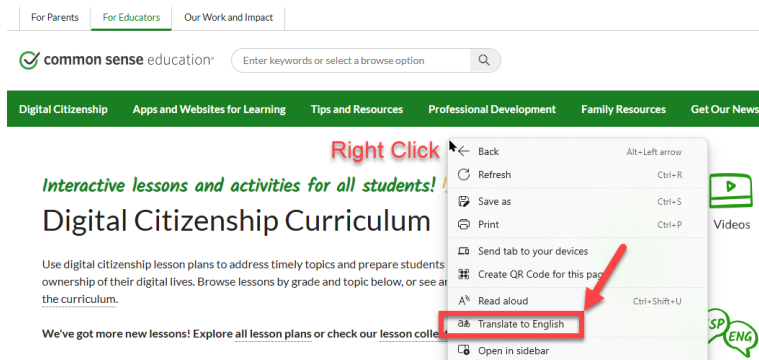 For Parents For Educators Our Work and Impact
common sense education® Enter keywords or select a browse option
Digital Citizenship Apps and Websites for Learning Tips and Resources Professional Development Family Resources Get Our News
Right Click
Back Alt+Left arrow
Refresh Ctrl+R
Save as Ctrl+S
Print Ctrl+P
Send tab to your devices
Create QR Code for this page
Read aloud Ctrl+Shift+U
Translate to English
Open in sidebar
Interactive lessons and activities for all students!
Digital Citizenship Curriculum
Use digital citizenship lesson plans to address timely topics and prepare students
ownership of their digital lives. Browse lessons by grade and topic below, or see
the curriculum.
We've got more new lessons! Explore all lesson plans or check our lesson
Videos
SP
ENG